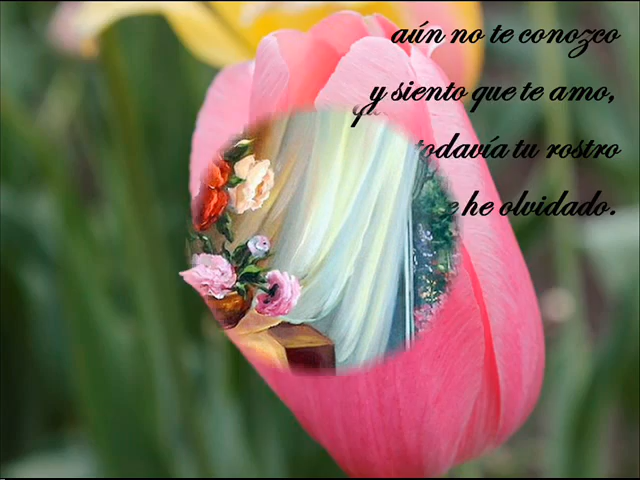 aún no te conozco
y siento que te amo,
todavía tu rostro
he olvidado.